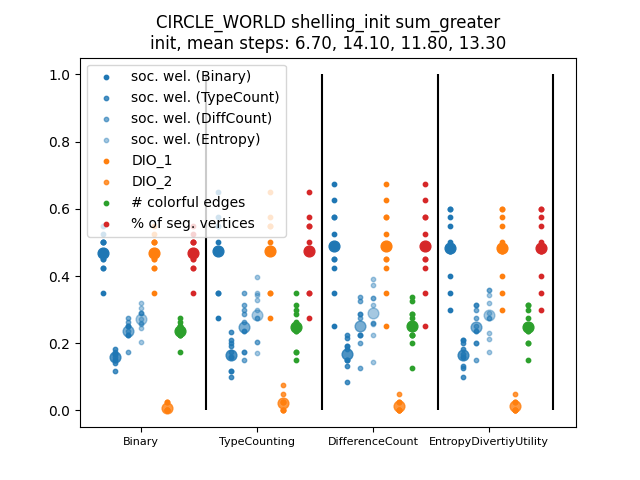 CIRCLE_WORLD shelling_init sum_greater
init, mean steps: 6.70, 14.10, 11.80, 13.30
1.0
0.8
0.6
0.4
0.2
0.0
soc. wel. (Binary)
soc. wel. (TypeCount)
soc. wel. (DiffCount)
soc. wel. (Entropy)
DIO_1
DIO_2
# colorful edges
% of seg. vertices
Binary
TypeCounting
DifferenceCount
EntropyDivertiyUtility